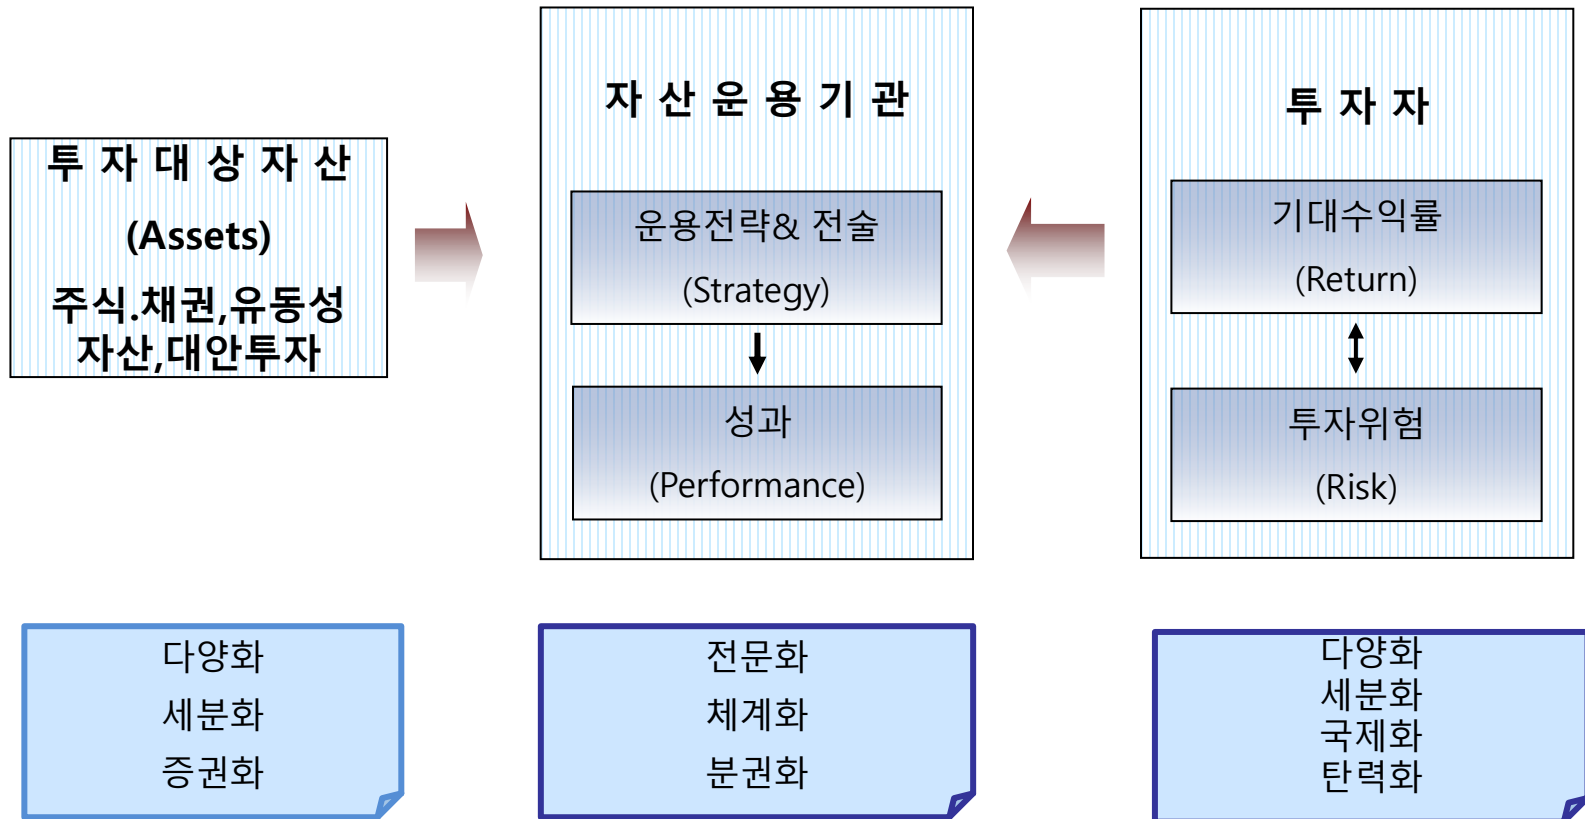 투 자 대 상 자 산
(Assets)
주식.채권,유동성
자산,대안투자
자 산 운 용 기 관
운용전략& 전술
(Strategy)
성과
(Performance)
투 자 자
기대수익률
(Return)
투자위험
(Risk)
다양화
세분화
증권화
전문화
체계화
분권화
다양화
세분화
국제화
탄력화